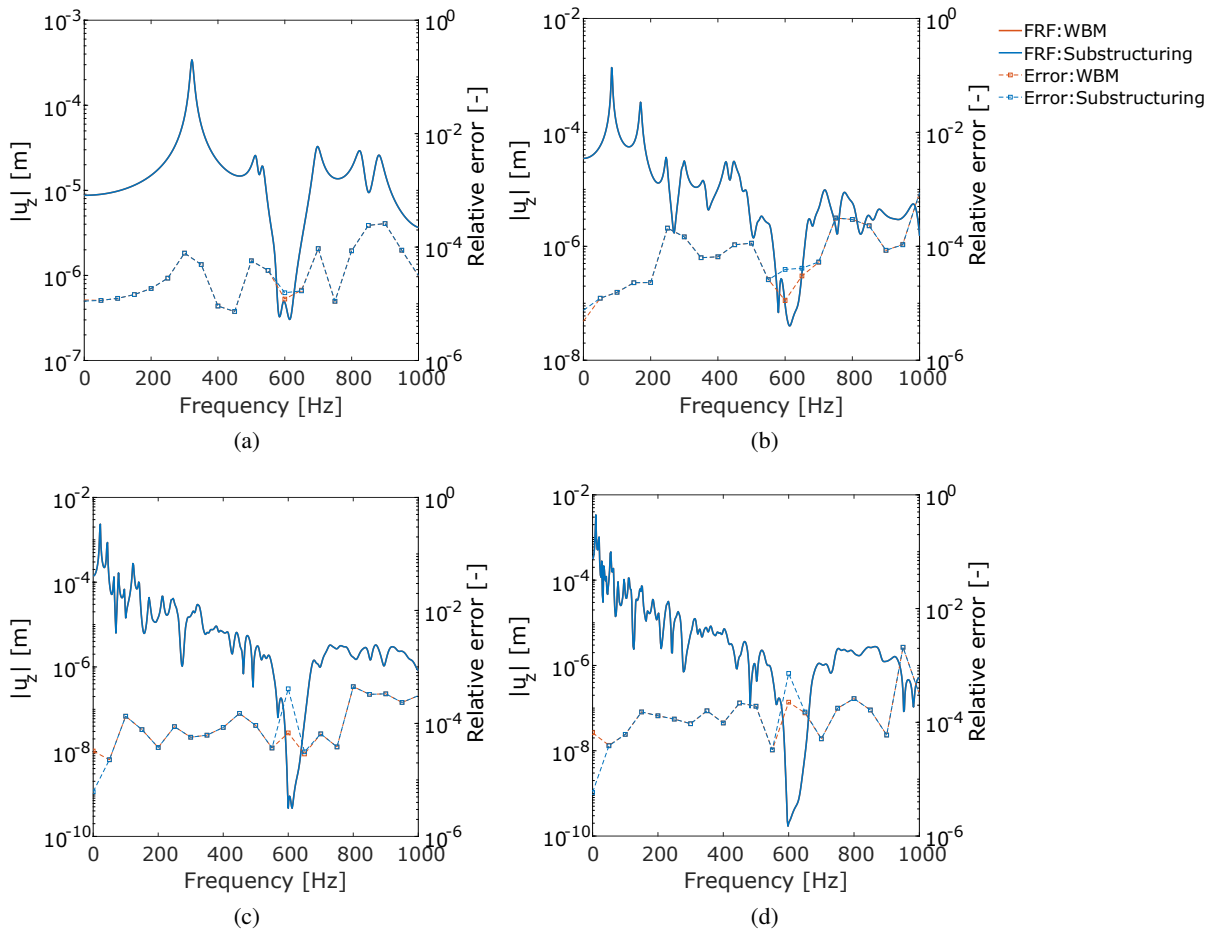 10^-3
10^-4
10^-5
10^-6
10^-7
|u_z| [m]
10^0
10^-2
10^-4
10^-6
Relative error [-]
0 200 400 600 800 1000
Frequency [Hz]
(a)
10^-2
10^-4
10^-6
10^-8
|u_z| [m]
10^0
10^-2
10^-4
10^-6
Relative error [-]
0 200 400 600 800 1000
Frequency [Hz]
(b)
FRF:WBM
FRF:Substructuring
Error:WBM
Error:Substructuring
10^-2
10^-4
10^-6
10^-8
10^-10
|u_z| [m]
10^0
10^-2
10^-4
10^-6
Relative error [-]
0 200 400 600 800 1000
Frequency [Hz]
(c)
10^-2
10^-4
10^-6
10^-8
10^-10
|u_z| [m]
10^0
10^-2
10^-4
10^-6
Relative error [-]
0 200 400 600 800 1000
Frequency [Hz]
(d)